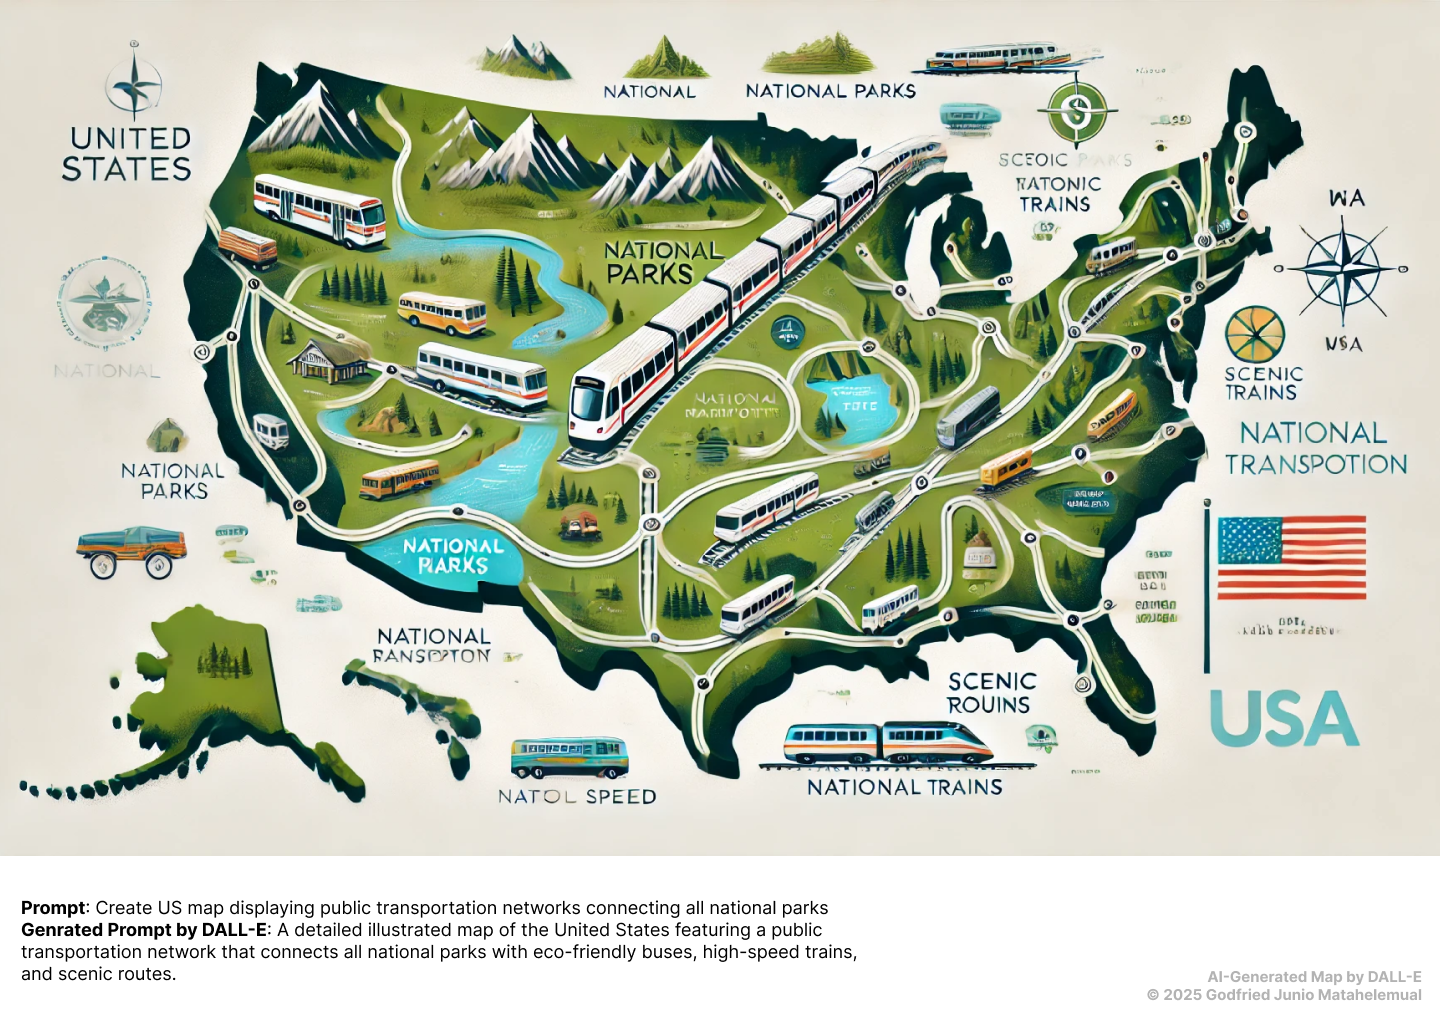 UNITED
STATES
NATIONAL
NATIONAL PARKS
SCEOIC PARKS
RATONIC
TRAINS
WA
NATIONAL
PARKS
NSA
SCENIC
TRAINS
NATIONAL
NATIONAL
NATIONAL
TRANSPOTION
NATIONAL
PARKS
NATIONAL
PARKS
NATIONAL
RANSPTTON
SCENIC
ROUINS
USA
NATOL SPEED
NATIONAL TRAINS
Prompt: Create US map displaying public transportation networks connecting all national parks
Genrated Prompt by DALL-E: A detailed illustrated map of the United States featuring a public
transportation network that connects all national parks with eco-friendly buses, high-speed trains,
and scenic routes.
AI-Generated Map by DALL-E
© 2025 Godfried Junio Matahelemual